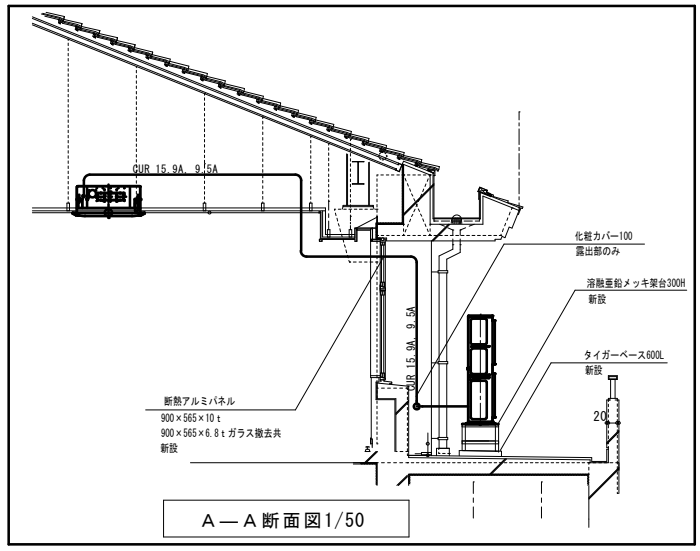 CUR 15.9A, 9.5A
化粧カバー100
露出部のみ
溶融亜鉛メッキ架台300H
新設
CUR 15.9A, 9.5A
タイガーベース600L
新設
断熱アルミパネル
900×565×10ｔ
900×565×6.8ｔガラス撤去共
新設
20
A—A断面図1/50